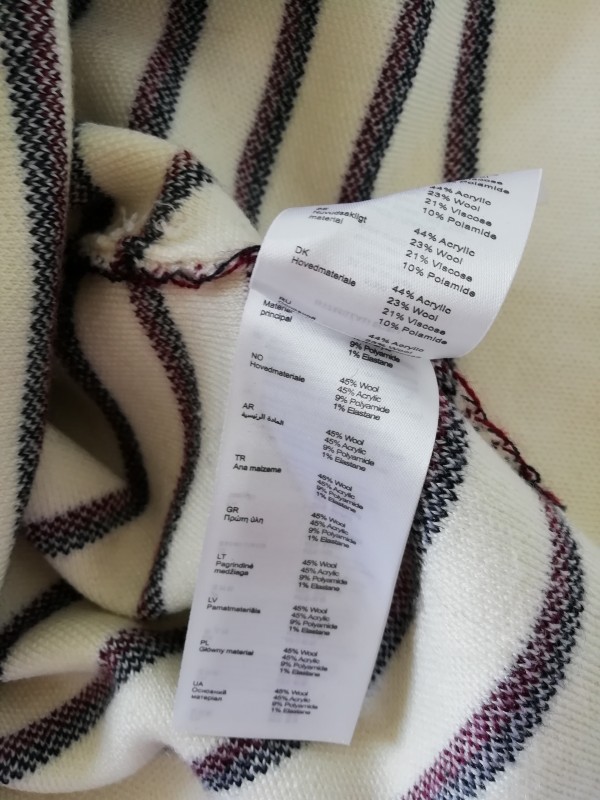 44% Acrylic
23% Wool
21% Viscose
10% Polamide
Hovudsakligt
material
44% Acrylic
23% Wool
21% Viscose
10% Polamide
DK
Hovedmateriale
44% Acrylic
23% Wool
21% Viscose
10% Polamide
44% Acrylic
principal
9% Polyamide
1% Elastane
NO
Hovedmateriale
45% Wool
45% Acrylic
9% Polyamide
1% Elastane
AR
المادة الرئيسية
45% Wool
45% Acrylic
9% Polyamide
1% Elastane
TR
Ana malzeme
45% Wool
45% Acrylic
9% Polyamide
1% Elastane
GR
Πρώτη ύλη
45% Wool
45% Acrylic
9% Polyamide
1% Elastane
LT
Pagrindinė
medžiaga
45% Wool
45% Acrylic
9% Polyamide
1% Elastane
LV
Pamatmateriāls
45% Wool
45% Acrylic
9% Polyamide
1% Elastane
PL
Główny materiał
45% Wool
45% Acrylic
9% Polyamide
1% Elastane
UA
Основний
матеріал
45% Wool
45% Acrylic
9% Polyamide
1% Elastane